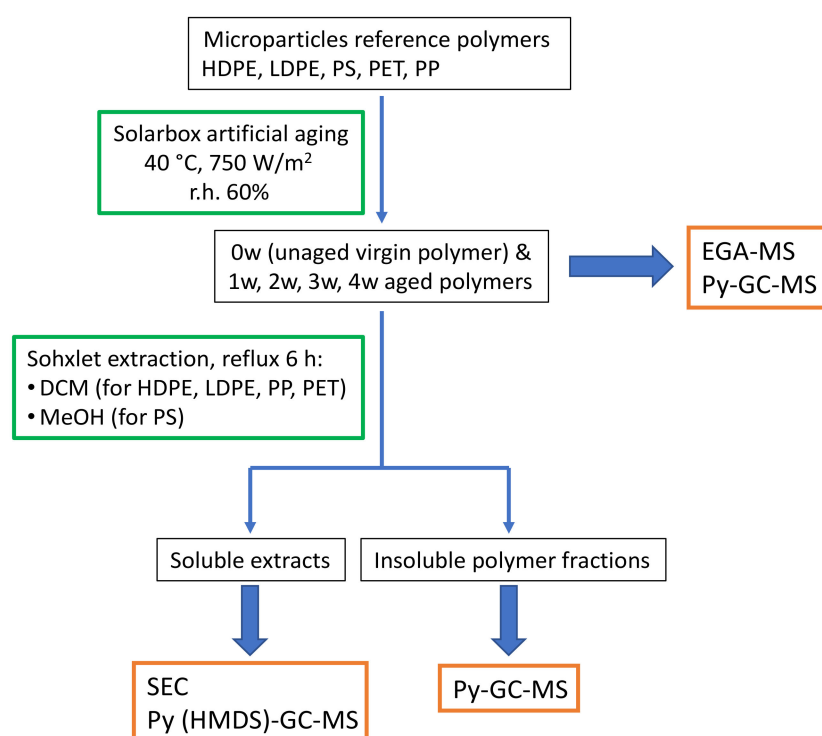 Microparticles reference polymers
HDPE, LDPE, PS, PET, PP
Solarbox artificial aging
40 °C, 750 W/m²
r.h. 60%
0w (unaged virgin polymer) &
1w, 2w, 3w, 4w aged polymers
EGA-MS
Py-GC-MS
Sohxlet extraction, reflux 6 h:
• DCM (for HDPE, LDPE, PP, PET)
• MeOH (for PS)
Soluble extracts
Insoluble polymer fractions
SEC
Py (HMDS)-GC-MS
Py-GC-MS